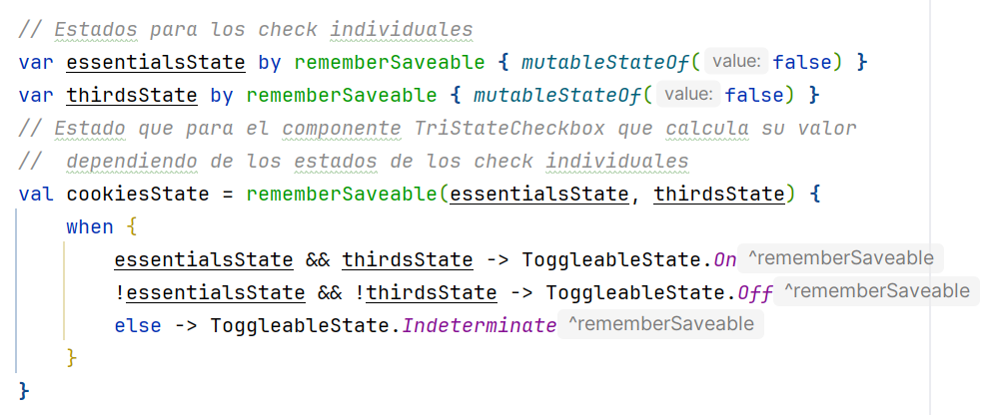 // Estados para los check individuales
var essentialsState by rememberSaveable { mutableStateOf( value: false) }
var thirdsState by rememberSaveable { mutableStateOf( value: false) }
// Estado que para el componente TriStateCheckbox que calcula su valor
//  dependiendo de los estados de los check individuales
val cookiesState = rememberSaveable(essentialsState, thirdsState) {
    when {
        essentialsState && thirdsState -> ToggleableState.On ^rememberSaveable
        !essentialsState && !thirdsState -> ToggleableState.Off ^rememberSaveable
        else -> ToggleableState.Indeterminate ^rememberSaveable
    }
}